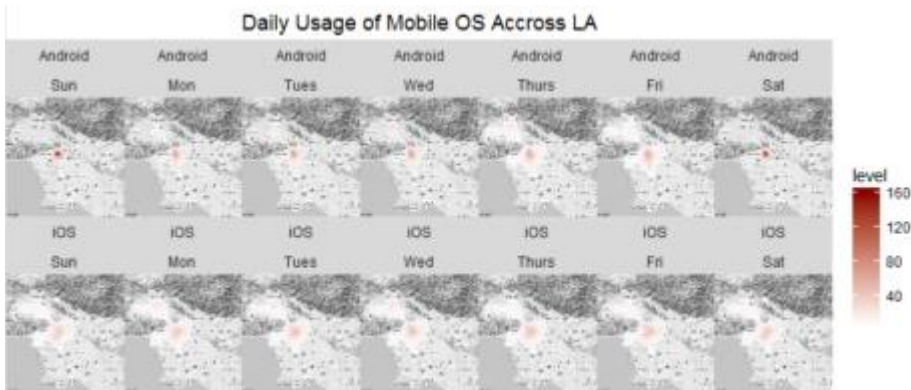 Daily Usage of Mobile OS Accross LA
Android Android Android Android Android Android Android
Sun Mon Tues Wed Thurs Fri Sat
iOS iOS iOS iOS iOS iOS iOS
Sun Mon Tues Wed Thurs Fri Sat
level
160
120
80
40